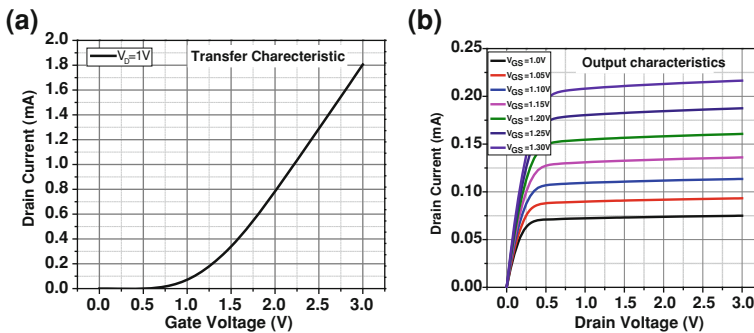 (a)
2.0
1.8
1.6
1.4
1.2
1.0
0.8
0.6
0.4
0.2
0.0
Drain Current (mA)
V_D=1V
Transfer Charecteristic
0.0 0.5 1.0 1.5 2.0 2.5 3.0
Gate Voltage (V)
(b)
0.25
0.20
0.15
0.10
0.05
0.00
Drain Current (mA)
V_GS=1.0V
V_GS=1.05V
V_GS=1.10V
V_GS=1.15V
V_GS=1.20V
V_GS=1.25V
V_GS=1.30V
Output characteristics
0.0 0.5 1.0 1.5 2.0 2.5 3.0
Drain Voltage (V)